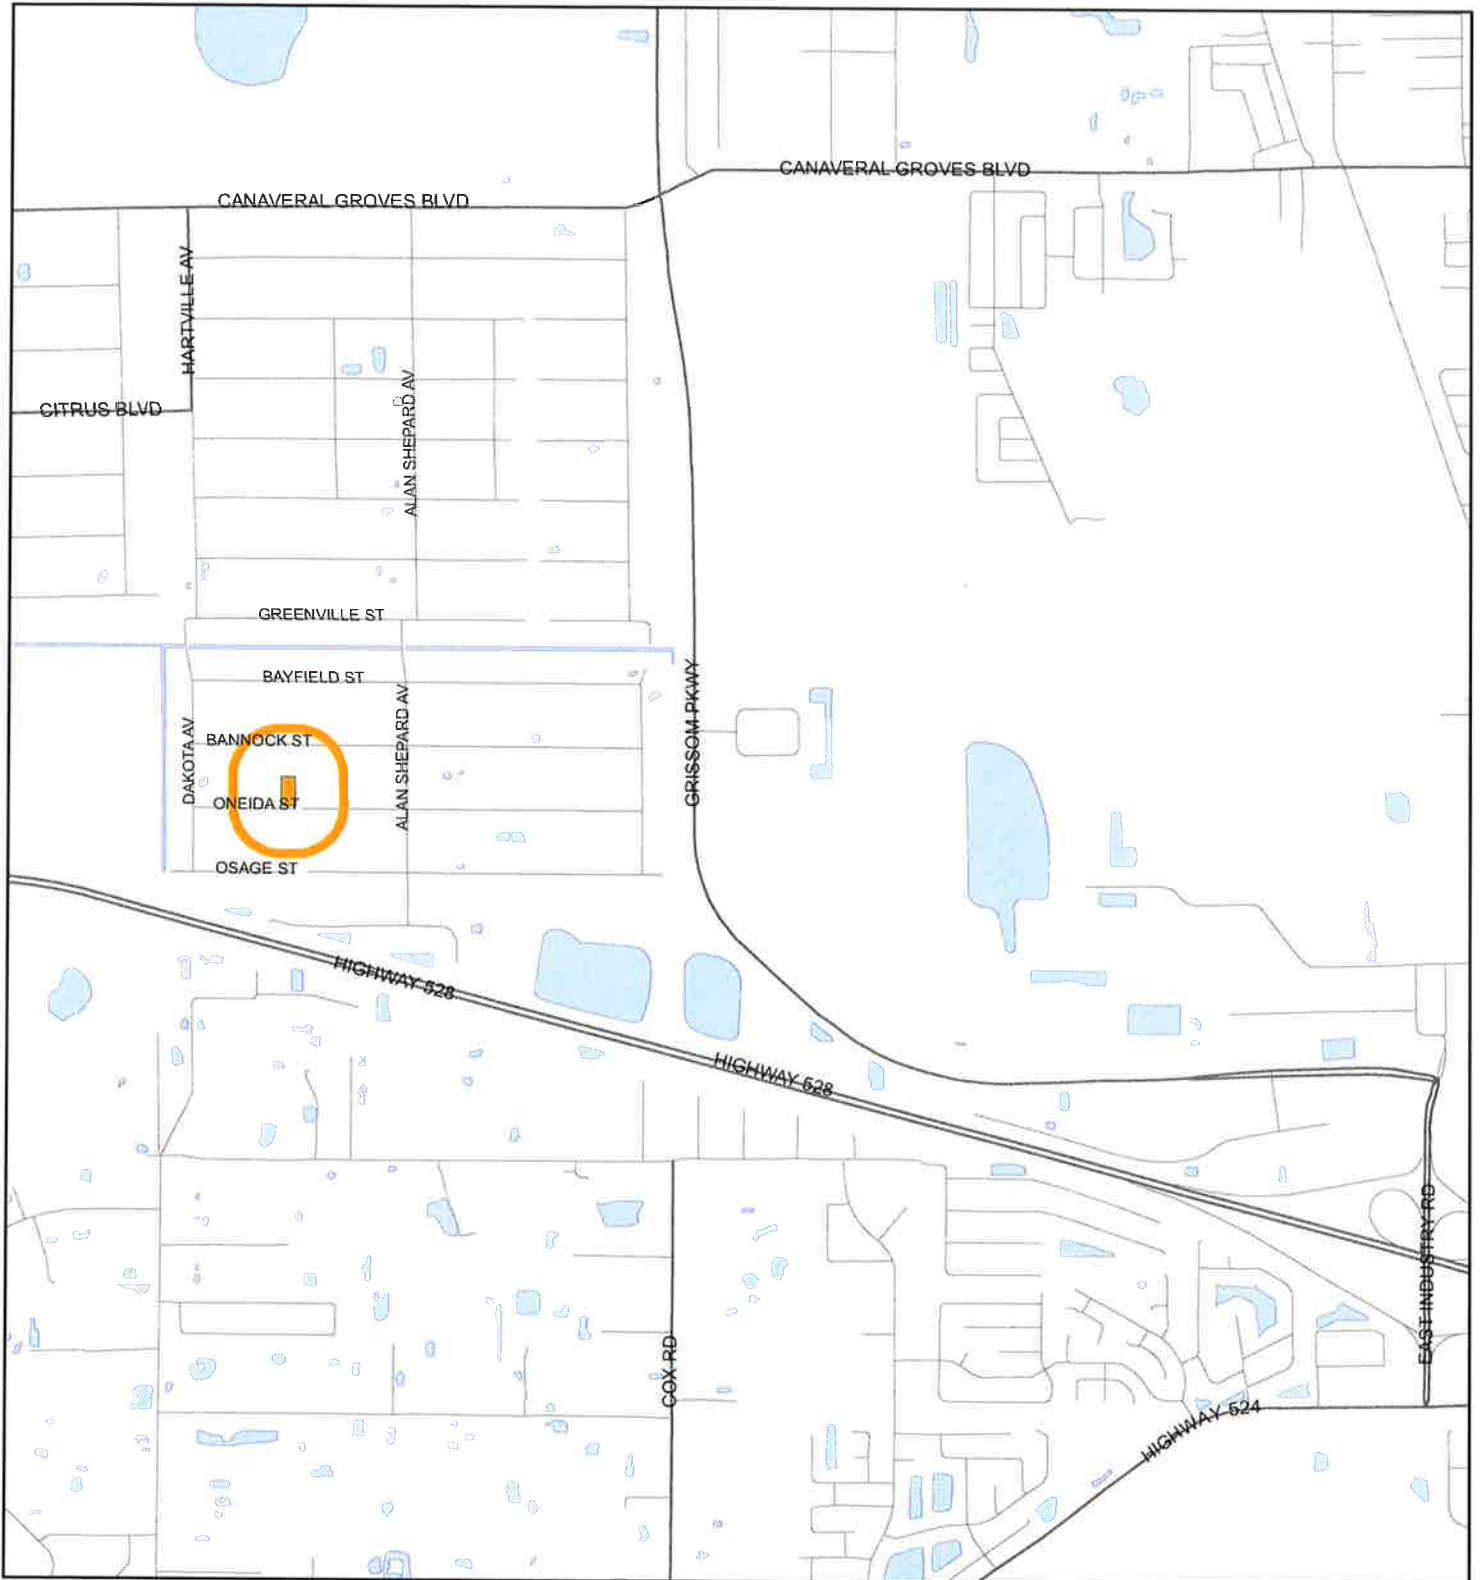 CANAVERAL GROVES BLVD
CANAVERAL GROVES BLVD
HARTVILLE AV
CITRUS BLVD
ALAN SHEPARD AV
GREENVILLE ST
BAYFIELD ST
GRISSOM PKWY
DAKOTA AV
BANNOCK ST
ALAN SHEPARD AV
ONEIDA ST
OSAGE ST
HIGHWAY 528
HIGHWAY 528
EAST INDUSTRY RD
COX RD
HIGHWAY 524